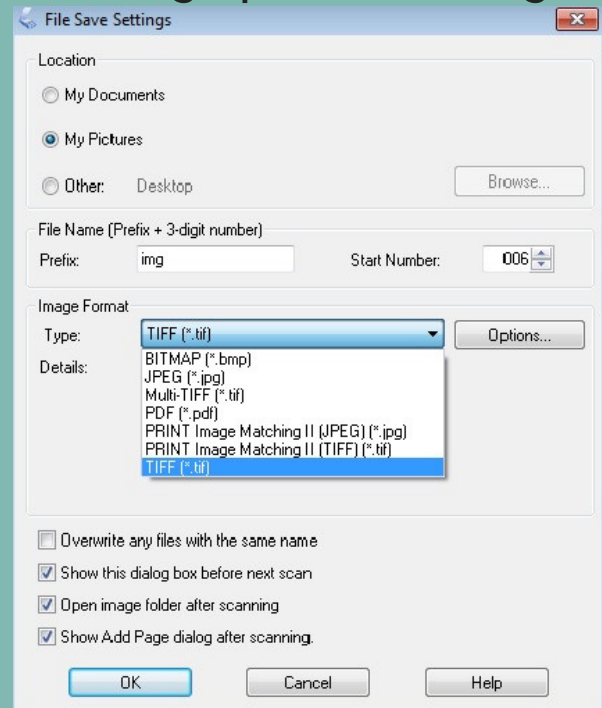 File Save Settings
Location
My Documents
My Pictures
Other: Desktop Browse...
File Name (Prefix + 3-digit number)
Prefix: img Start Number: 006
Image Format
Type: TIFF (*.tif) Options...
Details:
BITMAP (*.bmp)
JPEG (*.jpg)
Multi-TIFF (*.tif)
PDF (*.pdf)
PRINT Image Matching II (JPEG) (*.jpg)
PRINT Image Matching II (TIFF) (*.tif)
TIFF (*.tif)
Overwrite any files with the same name
Show this dialog box before next scan
Open image folder after scanning
Show Add Page dialog after scanning.
OK Cancel Help